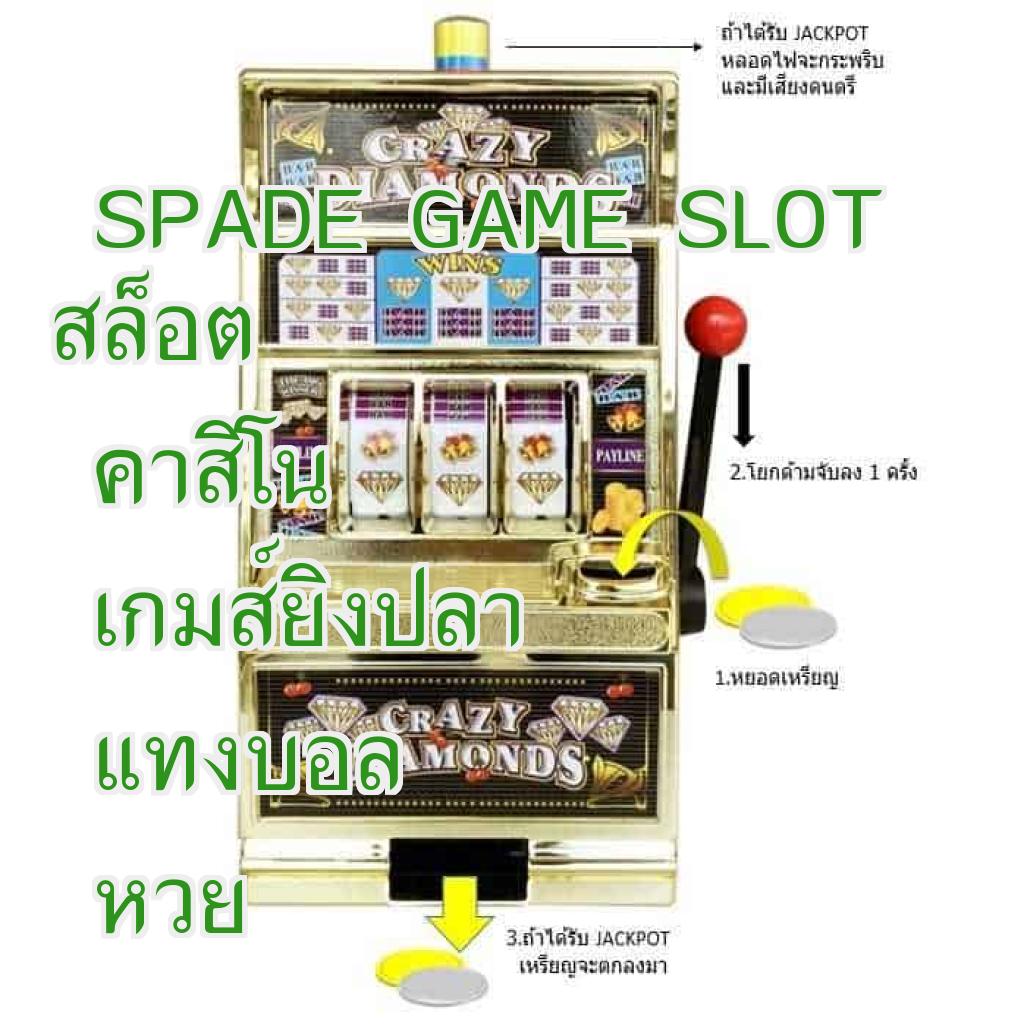 ถ้าได้รับ JACKPOT
หลอดไฟจะกระพริบ
และมีเสียงดนตรี
CRAZY
DIAMONDS
SPADE GAME SLOT
WINS
สล็อต
คาสิโน
PAYLINE
2.โยกด้ามจับลง 1 ครั้ง
เกมส์ยิงปลา
1.หยอดเหรียญ
CRAZY
แทงบอล
หวย
3.ถ้าได้รับ JACKPOT
เหรียญจะตกลงมา